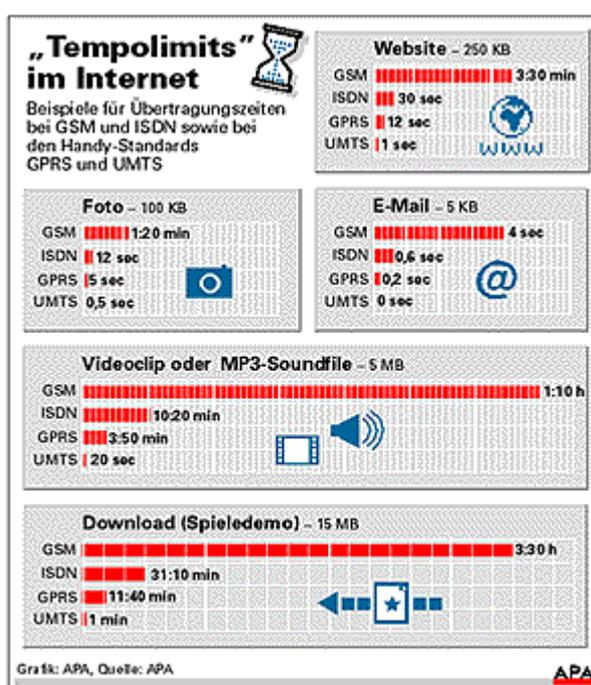 „Tempolimits”
im Internet
Beispiele für Übertragungszeiten
bei GSM und ISDN sowie bei
den Handy-Standards
GPRS und UMTS
Website – 250 KB
GSM 3:30 min
ISDN 30 sec
GPRS 12 sec
UMTS 1 sec
www
Foto – 100 KB
GSM 1:20 min
ISDN 12 sec
GPRS 5 sec
UMTS 0,5 sec
E-Mail – 5 KB
GSM 4 sec
ISDN 0,6 sec
GPRS 0,2 sec
UMTS 0 sec
@
Videoclip oder MP3-Soundfile – 5 MB
GSM 1:10 h
ISDN 10:20 min
GPRS 3:50 min
UMTS 20 sec
Download (Spieledemo) – 15 MB
GSM 3:30 h
ISDN 31:10 min
GPRS 11:40 min
UMTS 1 min
Grafik: APA, Quelle: APA
APA